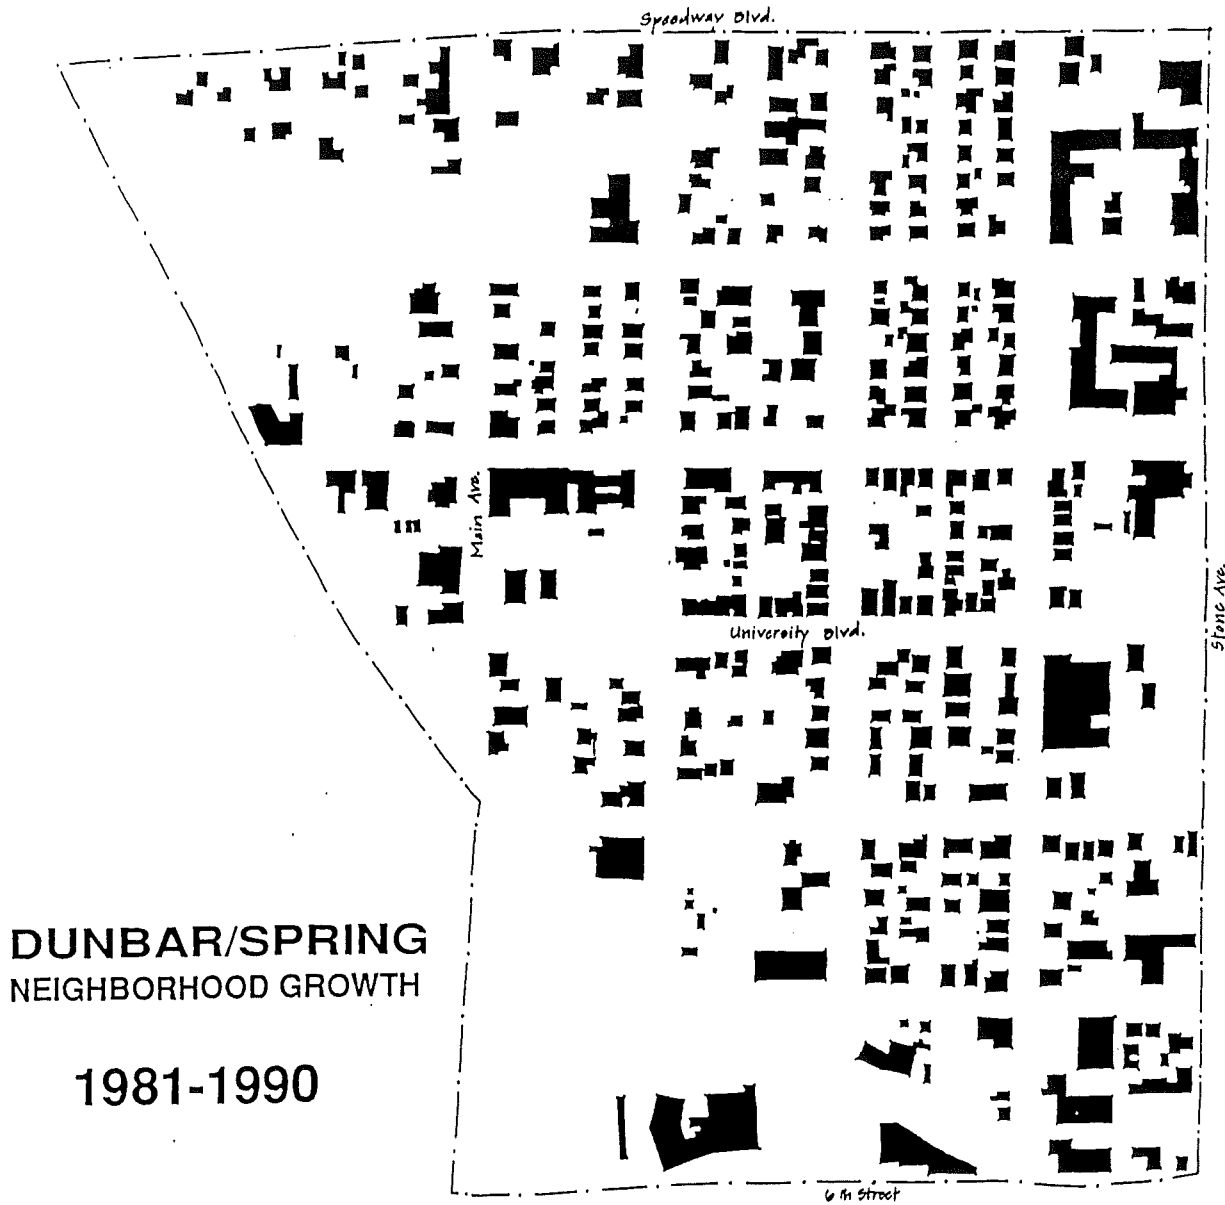 Speedway Blvd.
Main Ave.
Stone Ave.
University Blvd.
DUNBAR/SPRING
NEIGHBORHOOD GROWTH
1981-1990
6th Street